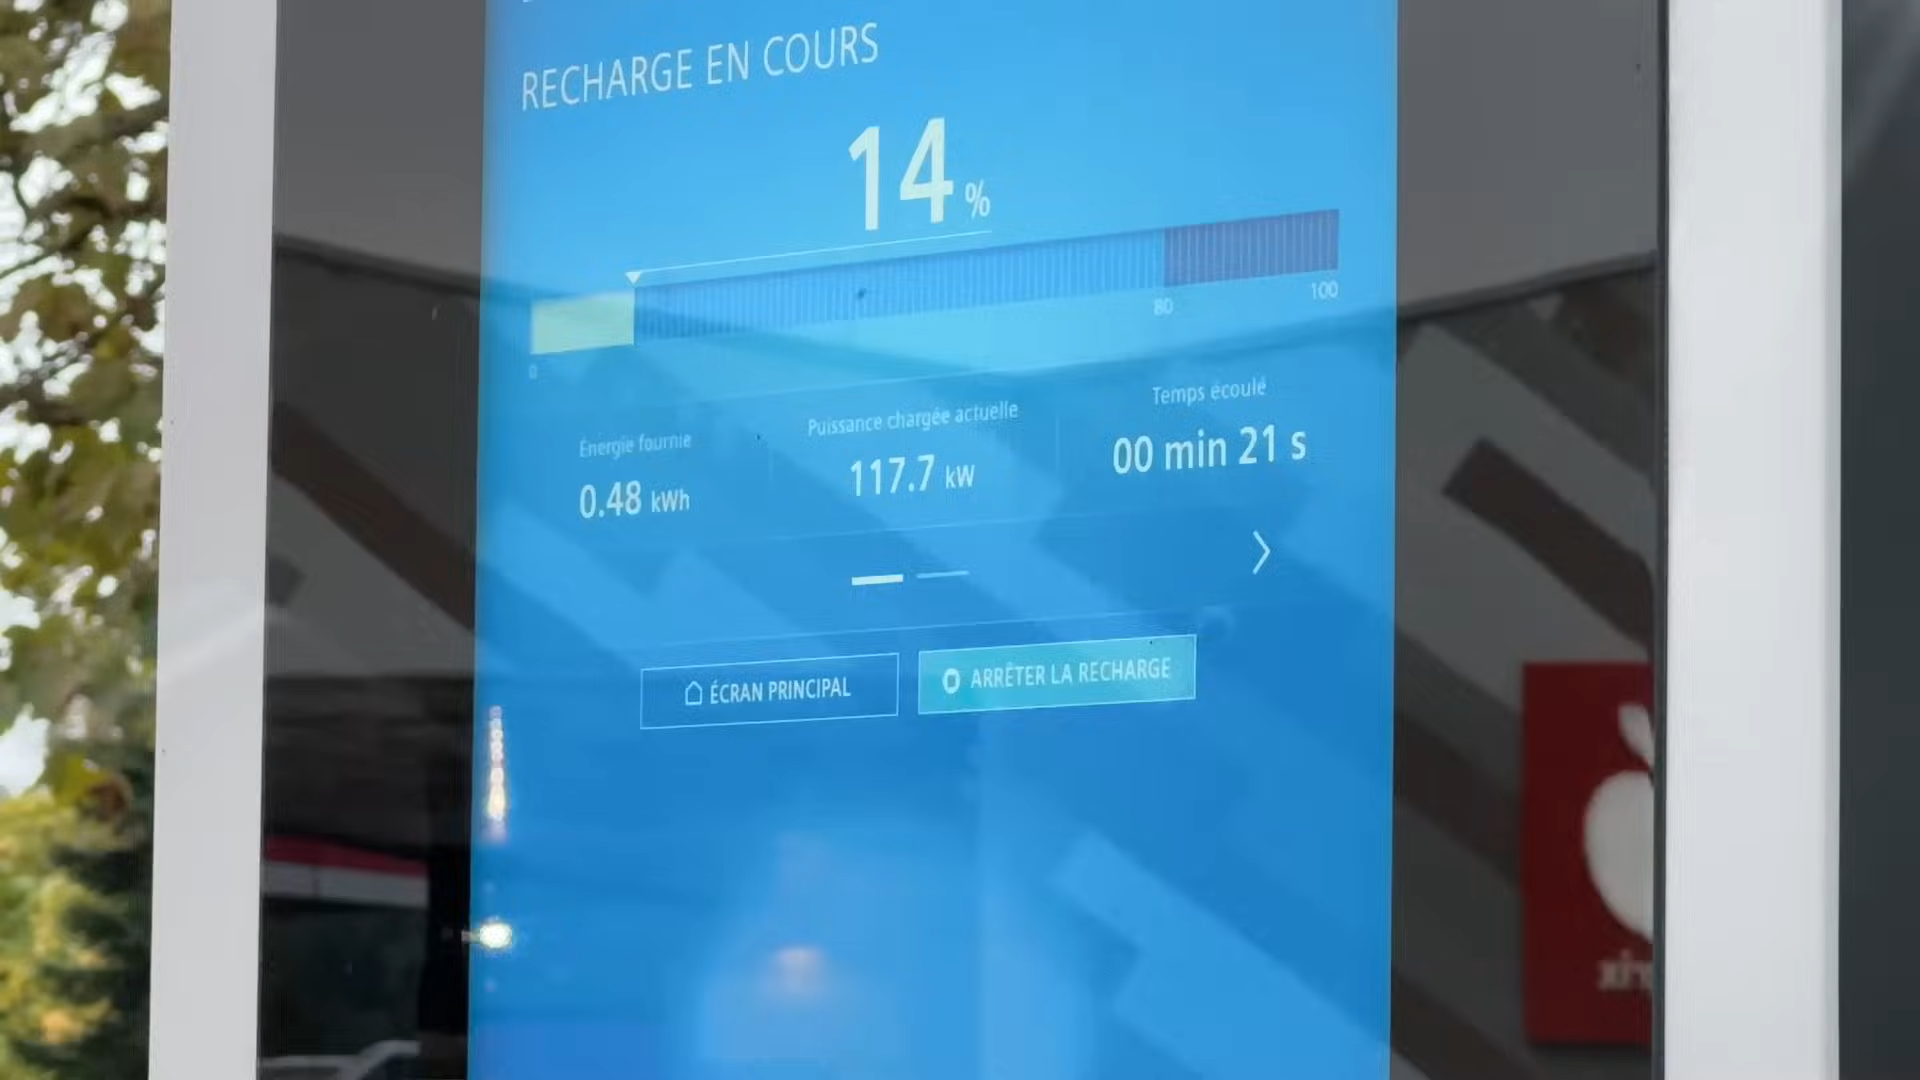 RECHARGE EN COURS
14 %
0
80
100
Énergie fournie
0.48 kWh
Puissance chargée actuelle
117.7 kW
Temps écoulé
00 min 21 s
ÉCRAN PRINCIPAL
ARRÊTER LA RECHARGE